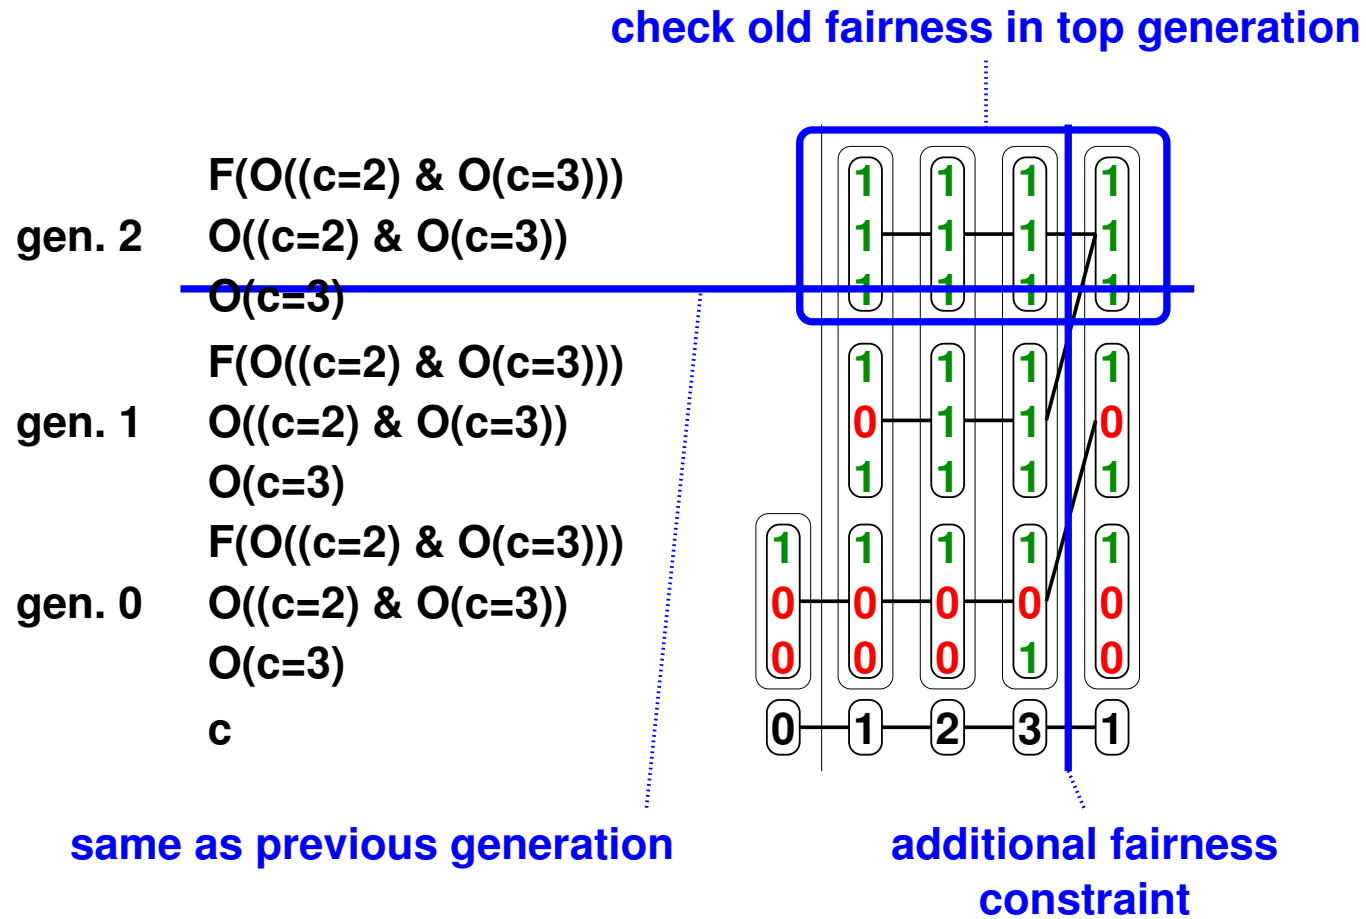 check old fairness in top generation
F(O((c=2) & O(c=3))) 1 1 1 1
gen. 2 O((c=2) & O(c=3)) 1 1 1 1
O(c=3) 1 1 1 1
F(O((c=2) & O(c=3))) 1 1 1 1
gen. 1 O((c=2) & O(c=3)) 0 1 1 0
O(c=3) 1 1 1 1
F(O((c=2) & O(c=3))) 1 1 1 1 1
gen. 0 O((c=2) & O(c=3)) 0 0 0 0 0
O(c=3) 0 0 0 1 0
c 0 1 2 3 1
same as previous generation
additional fairness
constraint